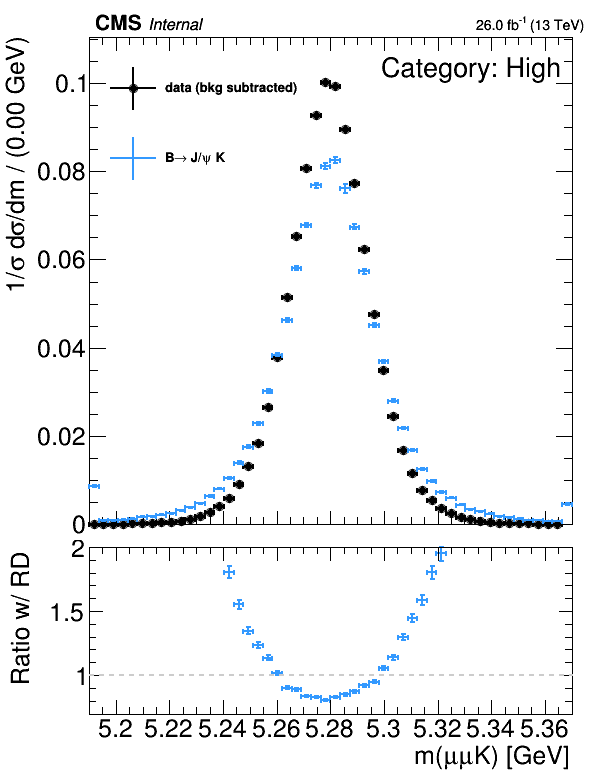 CMS Internal 26.0 fb⁻¹ (13 TeV)
Category: High
data (bkg subtracted)
B→ J/ψ K
1/σ dσ/dm / (0.00 GeV)
0.1
0.08
0.06
0.04
0.02
0
Ratio w/ RD
2
1.5
1
5.2 5.22 5.24 5.26 5.28 5.3 5.32 5.34 5.36
m(μμK) [GeV]